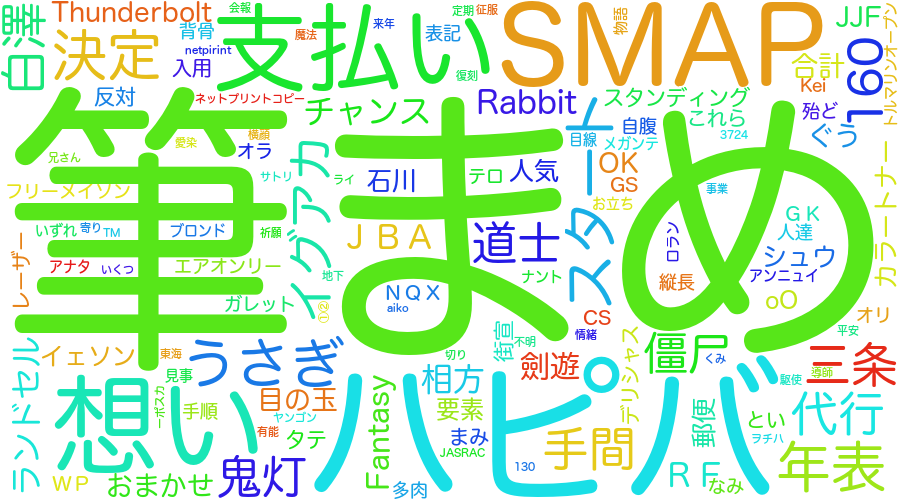 Thunderbolt
会報
定期
征服
物語
支払い
SMAP
JJF
白澤
決定
背骨
netpirint
魔法
来年
表記
合計
160
トルマリンオープン
入用
復刻
Kei
反対
ネットプリントコピー
チャンス
Rabbit
スタンディング
殆ど
これら
ぐう
筆
まめ
横顔
愛染
兄さん
オラ
イグアカ
目線
自腹
3724
メガンテ
スタート
フリーメイソン
サトリ
ライ
石川
テロ
人気
OK
GS
お立ち
事業
カラートナー
いずれ
寄り
TM
ブロンド
祈願
JBA
道士
ロラン
GK
人達
シュウ
アンニュイ
レーザー
アナタ
いくつ
エアオンリー
地下
ナント
縦長
oO
NQX
aiko
ガレット
①②
CS
情緒
オリ
平安
イェソン
東海
うさぎ
切り
街宣
不明
劍遊
デリシャス
僵尸
くみ
三条
導師
駆使
ランドセル
想い
見事
一ボスカ
手順
目の玉
ヤンゴン
有能
タテ
ハピバ
Fantasy
相方
要素
まみ
JASRAC
手間
郵便
とい
ヲチハ
代行
年表
WP
おまかせ
鬼灯
多肉
130
RF
なみ